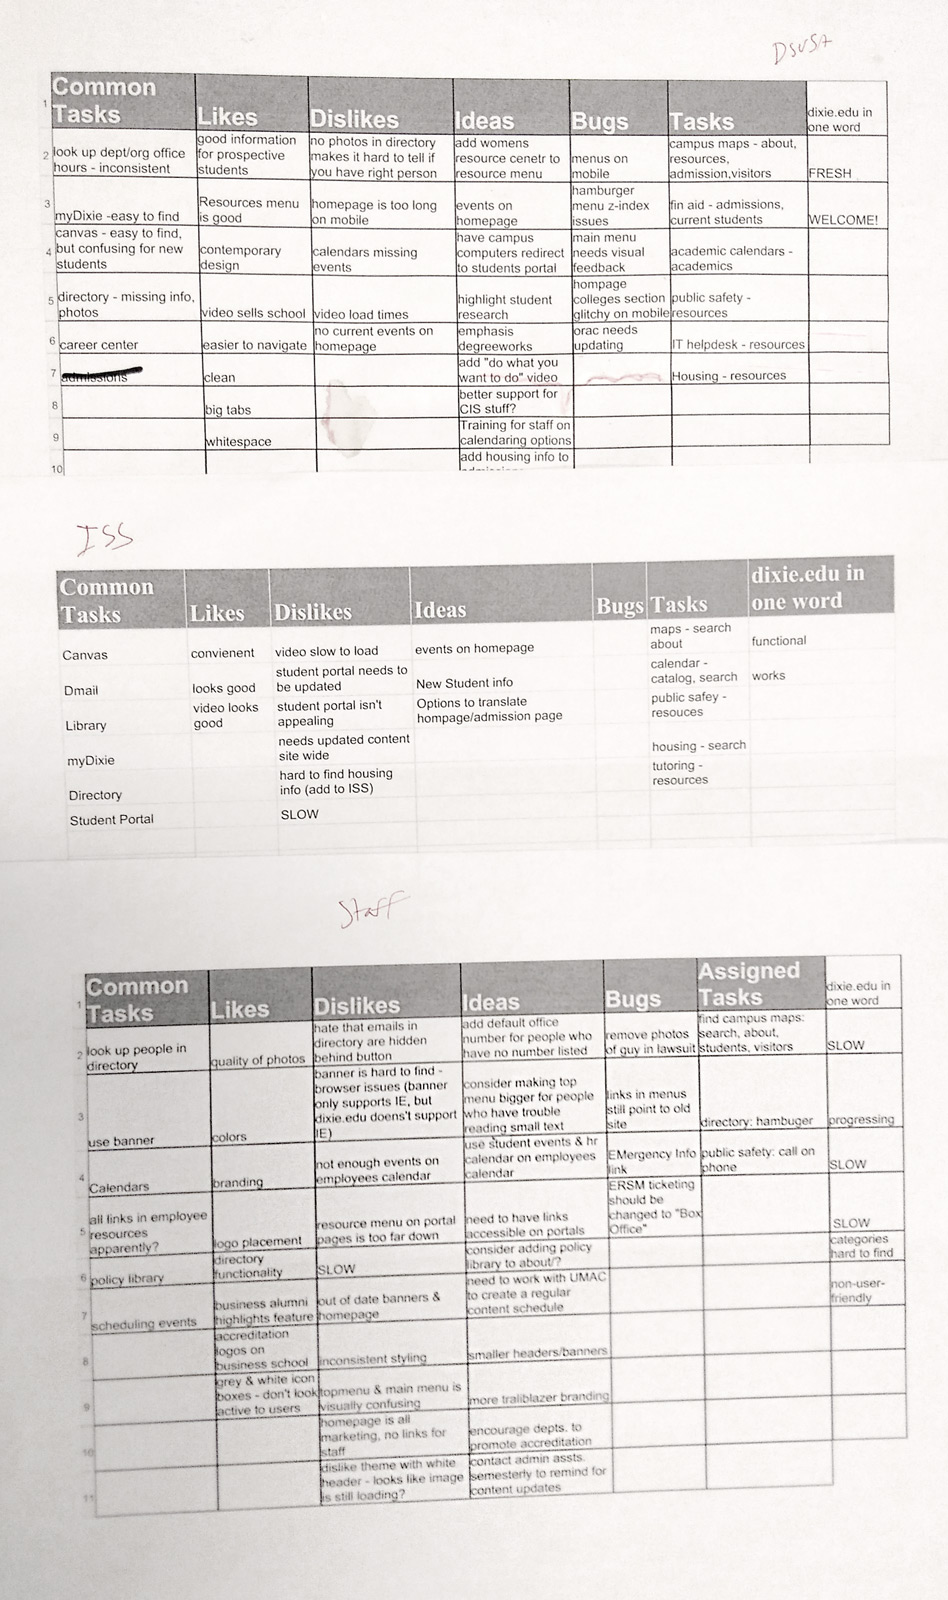 DSUSA
1 Common Tasks Likes Dislikes Ideas Bugs Tasks dixie.edu in one word
2 look up dept/org office hours - inconsistent good information for prospective students no photos in directory makes it hard to tell if you have right person add womens resource cenetr to resource menu menus on mobile campus maps - about, resources, admission,visitors FRESH
3 myDixie -easy to find Resources menu is good homepage is too long on mobile events on homepage hamburger menu z-index issues fin aid - admissions, current students WELCOME!
4 canvas - easy to find, but confusing for new students contemporary design calendars missing events have campus computers redirect to students portal main menu needs visual feedback academic calendars - academics
5 directory - missing info, photos video sells school video load times highlight student research hompage colleges section glitchy on mobile public safety - resources
6 career center easier to navigate no current events on homepage emphasis degreeworks orac needs updating IT helpdesk - resources
7 admissions clean add "do what you want to do" video Housing - resources
8 big tabs better support for CIS stuff?
9 whitespace Training for staff on calendaring options
10 add housing info to
ISS
Common Tasks Likes Dislikes Ideas Bugs Tasks dixie.edu in one word
Canvas convienent video slow to load events on homepage maps - search about functional
Dmail looks good student portal needs to be updated New Student info calendar - catalog, search works
Library video looks good student portal isn't appealing Options to translate hompage/admission page public safey - resouces
myDixie needs updated content site wide housing - search
Directory hard to find housing info (add to ISS) tutoring - resources
Student Portal SLOW
Staff
1 Common Tasks Likes Dislikes Ideas Bugs Assigned Tasks dixie.edu in one word
2 look up people in directory quality of photos hate that emails in directory are hidden behind button add default office number for people who have no number listed remove photos of guy in lawsuit find campus maps: search, about, students, visitors SLOW
3 use banner colors banner is hard to find - browser issues (banner only supports IE, but dixie.edu doens't support IE) consider making top menu bigger for people who have trouble reading small text links in menus still point to old site directory: hambuger progressing
4 Calendars branding not enough events on employees calendar use student events & hr calendar on employees calendar EMergency Info link public safety: call on phone SLOW
5 all links in employee resources apparently? logo placement resource menu on portal pages is too far down need to have links accessible on portals ERSM ticketing should be changed to "Box Office" SLOW
6 policy library directory functionality SLOW consider adding policy library to about/? categories hard to find
7 scheduling events business alumni highlights feature out of date banners & homepage need to work with UMAC to create a regular content schedule non-user-friendly
8 accreditation logos on business school inconsistent styling smaller headers/banners
9 grey & white icon boxes - don't look active to users topmenu & main menu is visually confusing more traliblazer branding
10 homepage is all marketing, no links for staff encourage depts. to promote accreditation
11 dislike theme with white header - looks like image is still loading? contact admin assts. semesterly to remind for content updates